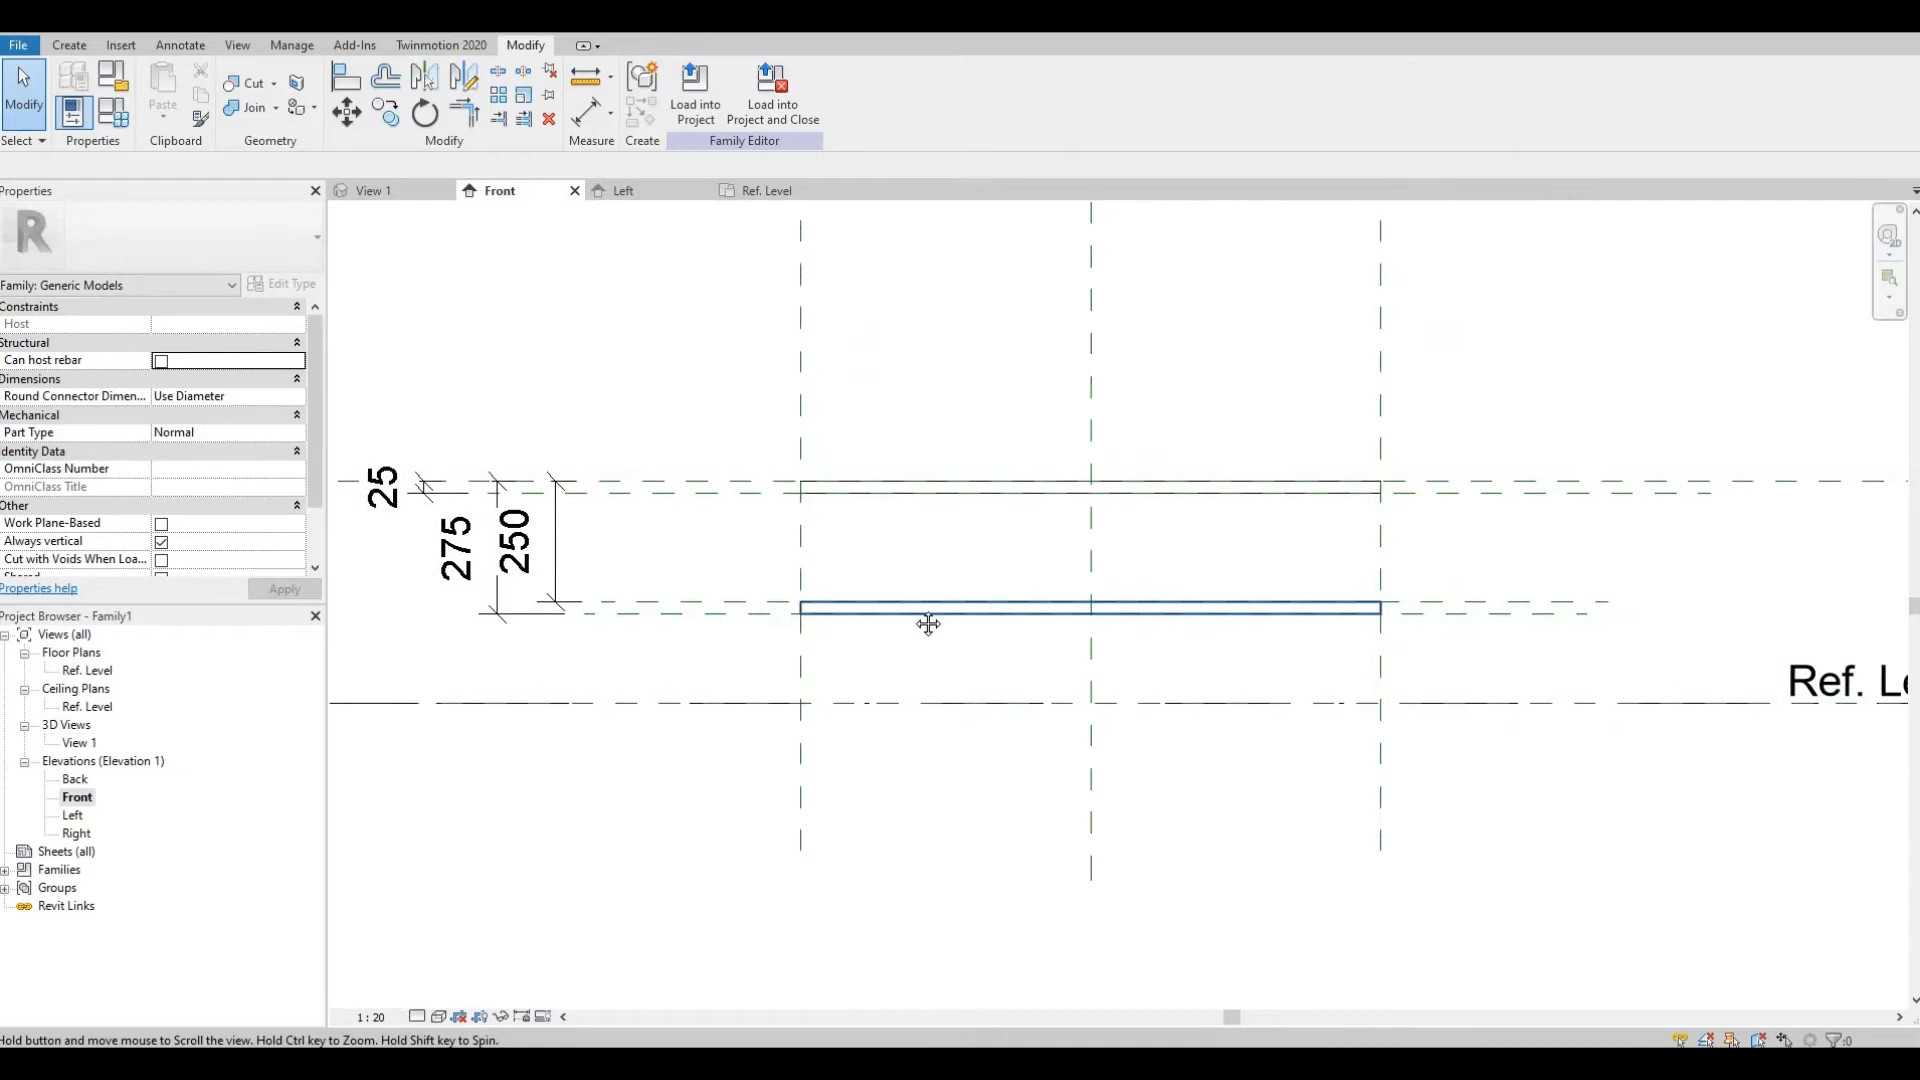 File Create Insert Annotate View Manage Add-Ins Twinmotion 2020 Modify
Modify
Paste
Cut
Join
Load into Project
Load into Project and Close
Select Properties Clipboard Geometry Modify Measure Create Family Editor
Properties
View 1 Front Left Ref. Level
R
Family: Generic Models
Edit Type
Constraints
Host
Structural
Can host rebar
Dimensions
Round Connector Dimen... Use Diameter
Mechanical
Part Type Normal
Identity Data
OmniClass Number
OmniClass Title
Other
Work Plane-Based
Always vertical
Cut with Voids When Loa...
Properties help
Apply
Project Browser - Family1
Views (all)
Floor Plans
Ref. Level
Ceiling Plans
Ref. Level
3D Views
View 1
Elevations (Elevation 1)
Back
Front
Left
Right
Sheets (all)
Families
Groups
Revit Links
25
275
250
Ref. Le
2D
1 : 20
Hold button and move mouse to Scroll the view. Hold Ctrl key to Zoom. Hold Shift key to Spin.
:0